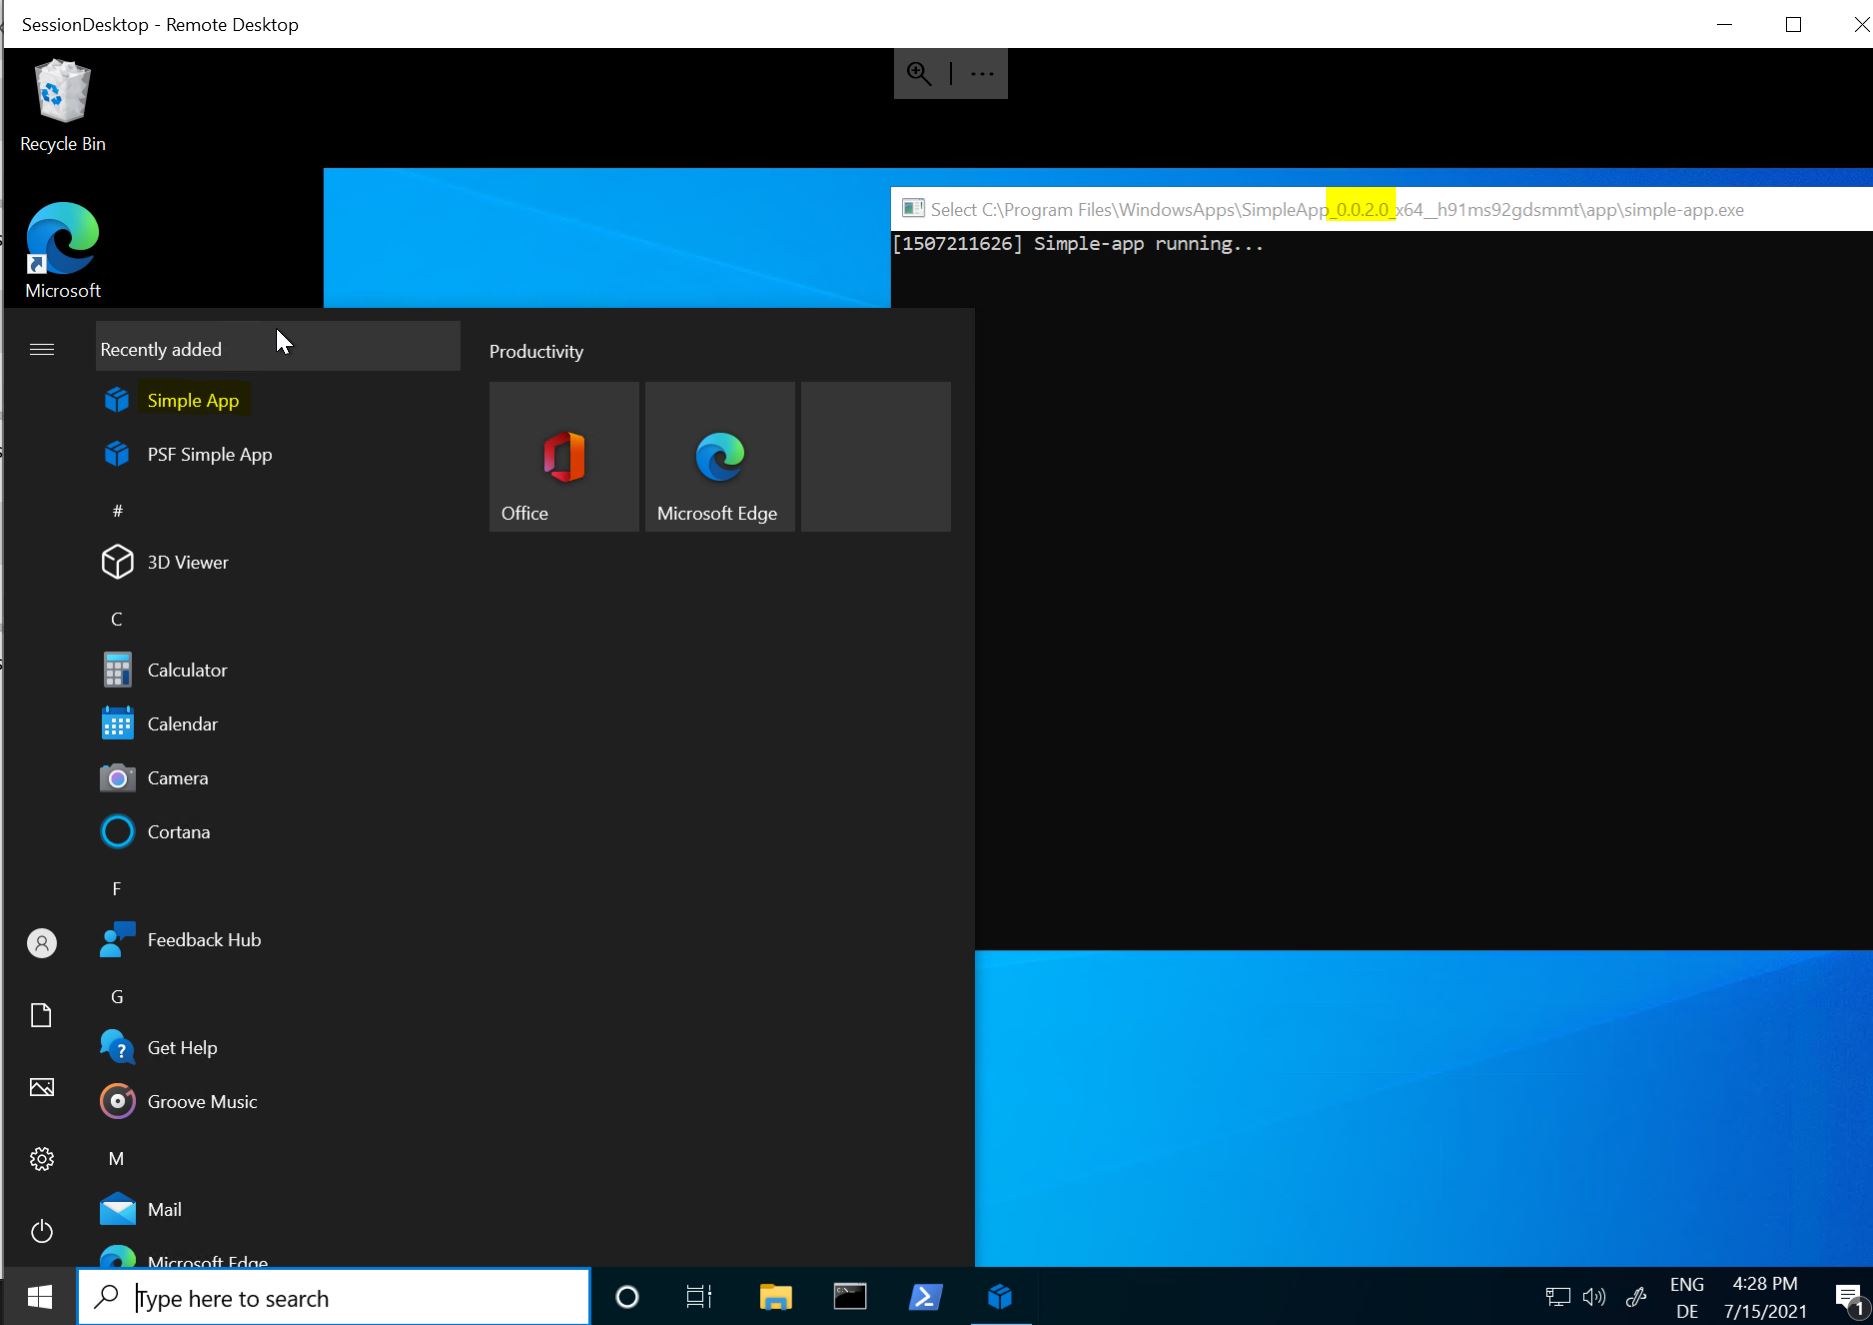 SessionDesktop - Remote Desktop
Recycle Bin
Microsoft
Select C:\Program Files\WindowsApps\SimpleApp_0.0.2.0_x64__h91ms92gdsmmt\app\simple-app.exe
[1507211626] Simple-app running...
Recently added
Simple App
PSF Simple App
#
3D Viewer
C
Calculator
Calendar
Camera
Cortana
F
Feedback Hub
G
Get Help
Groove Music
M
Mail
Microsoft Edge
Productivity
Office
Microsoft Edge
Type here to search
ENG
DE
4:28 PM
7/15/2021
1